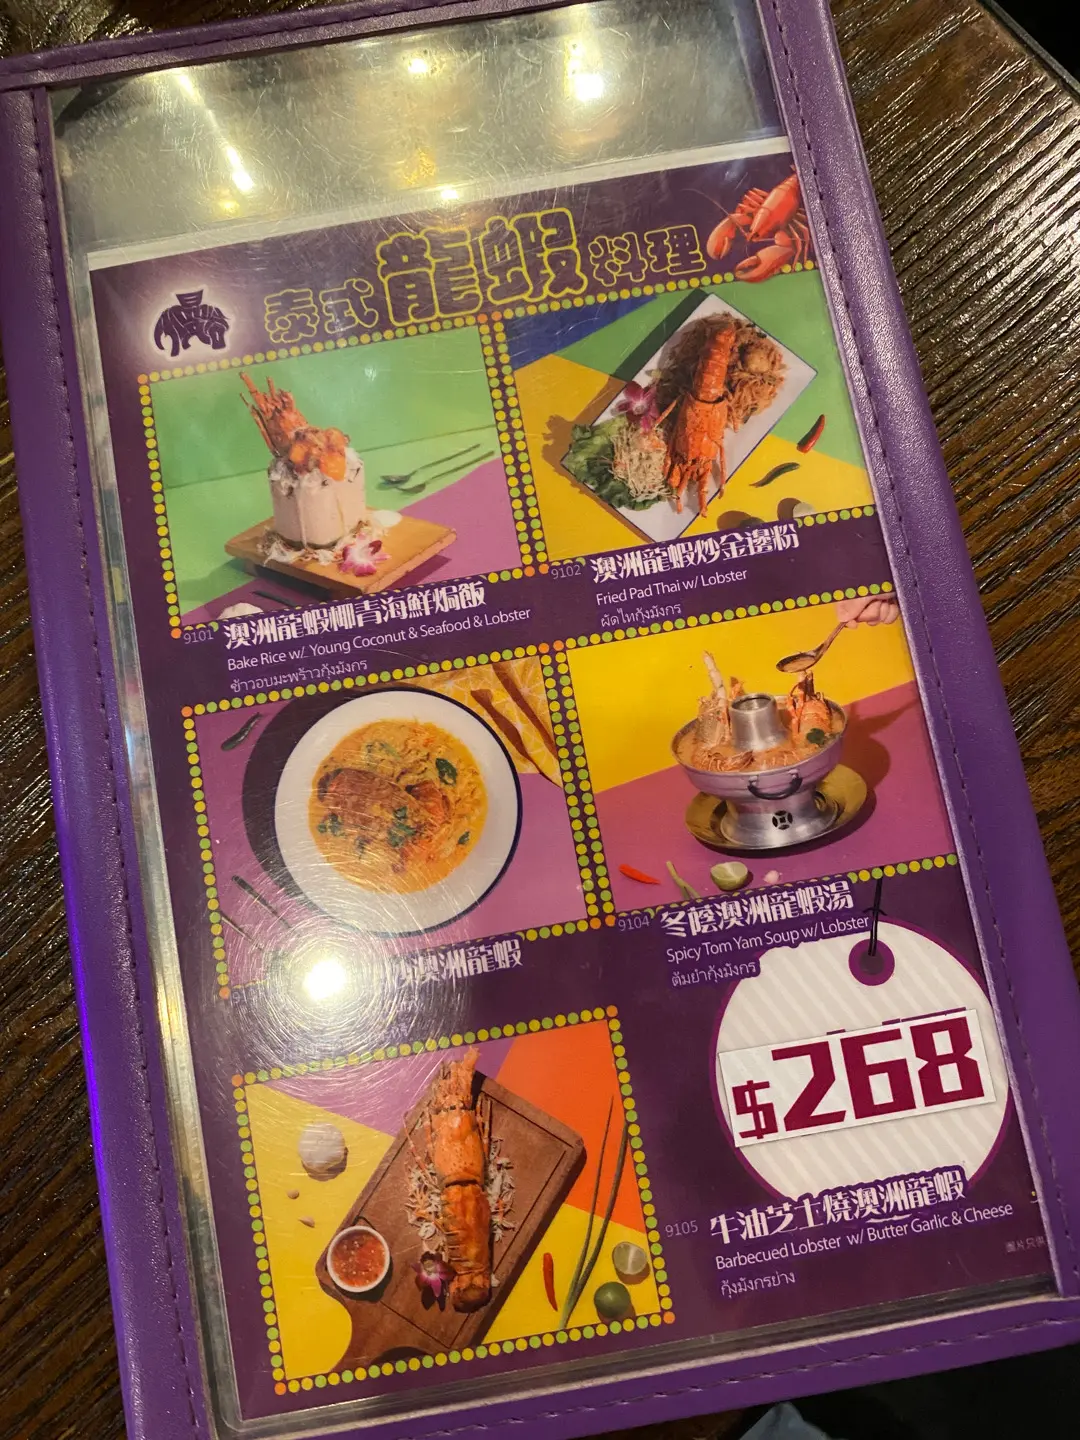 泰式龍蝦料理
9101 澳洲龍蝦椰青海鮮焗飯
Bake Rice w/ Young Coconut & Seafood & Lobster
ข้าวอบมะพร้าวกุ้งมังกร
9102 澳洲龍蝦炒金邊粉
Fried Pad Thai w/ Lobster
ผัดไทกุ้งมังกร
澳洲龍蝦
9104 冬蔭澳洲龍蝦湯
Spicy Tom Yam Soup w/ Lobster
ต้มยำกุ้งมังกร
$268
9105 牛油芝士燒澳洲龍蝦
Barbecued Lobster w/ Butter Garlic & Cheese
กุ้งมังกรย่าง
圖片只供